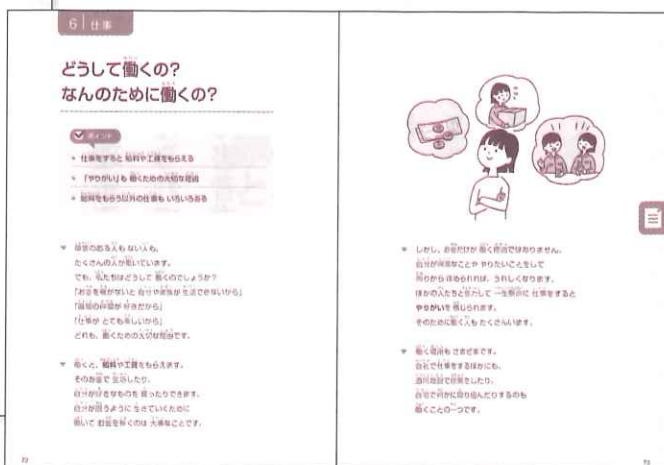 6 仕事
どうして働くの?
なんのために働くの?
ポイント
仕事をすると 給料や工賃をもらえる
「やりがい」も 働くための大切な理由
給料をもらう以外の仕事も いろいろある
障害のある人も ない人も、
たくさんの人が働いています。
でも、私たちはどうして 働くのでしょうか?
「お金を稼がないと 自分や家族が 生活できないから」
「職場の仲間が 好きだから」
「仕事が とても楽しいから」
どれも、働くための大切な理由です。
働くと、給料や工賃をもらえます。
そのお金で 生活したり、
自分が好きなものを 買ったりできます。
自分が思うように 生きていくために
働いて お金を稼ぐのは 大事なことです。
72
しかし、お金だけが 働く理由ではありません。
自分が得意なことや やりたいことをして
周りから ほめられれば、うれしくなります。
ほかの人たちと協力して 一生懸命に 仕事をすると
やりがいを 感じられます。
そのために働く人も たくさんいます。
働く場所も さまざまです。
会社で仕事をするほかにも、
通所施設で作業をしたり、
自宅で何かに取り組んだりするのも
働くことの一つです。
73